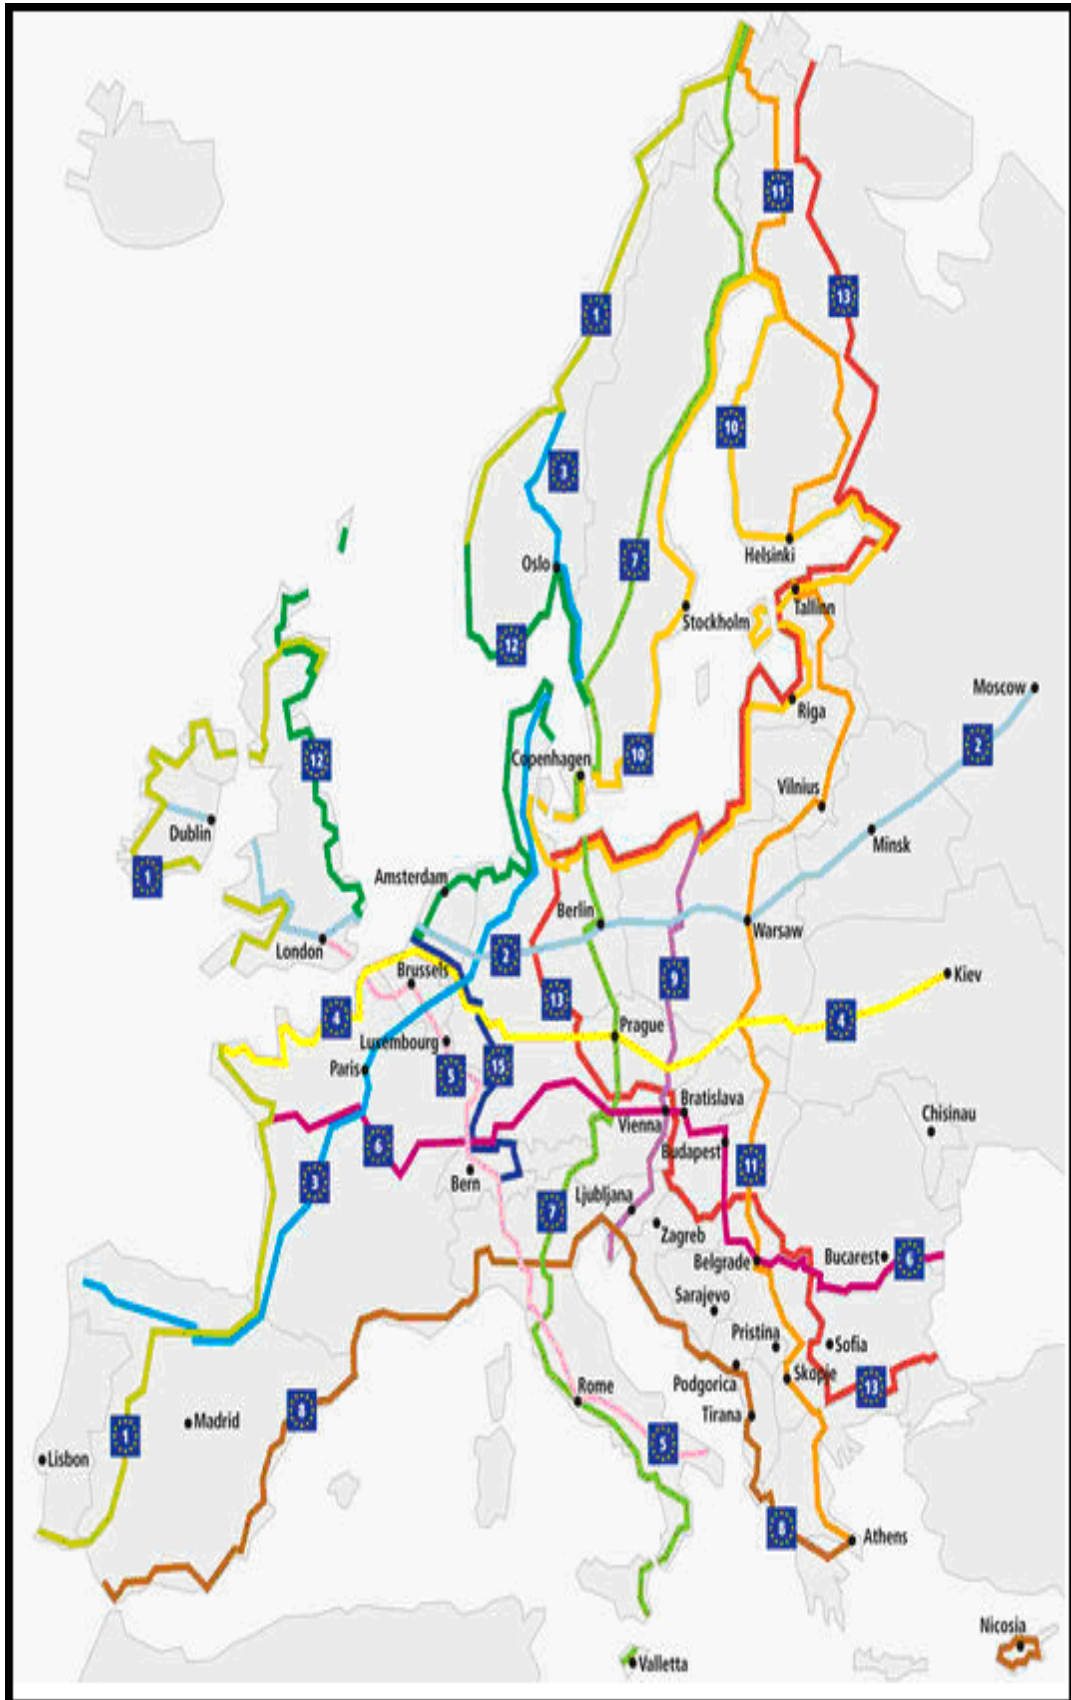 11
13
1
10
3
Oslo
7
Helsinki
Tallinn
Stockholm
12
Moscow
Riga
2
10
12
Copenhagen
Vilnius
Dublin
Minsk
1
Amsterdam
Berlin
Warsaw
London
2
Brussels
9
Kiev
13
4
4
Prague
Luxembourg
Paris
5
15
Bratislava
Chisinau
Vienna
6
Budapest
11
3
Bern
Ljubljana
7
Zagreb
Belgrade
Bucarest
6
Sarajevo
Pristina
Sofia
Skopje
Podgorica
13
Rome
Tirana
8
Madrid
1
5
Lisbon
8
Athens
Nicosia
Valletta